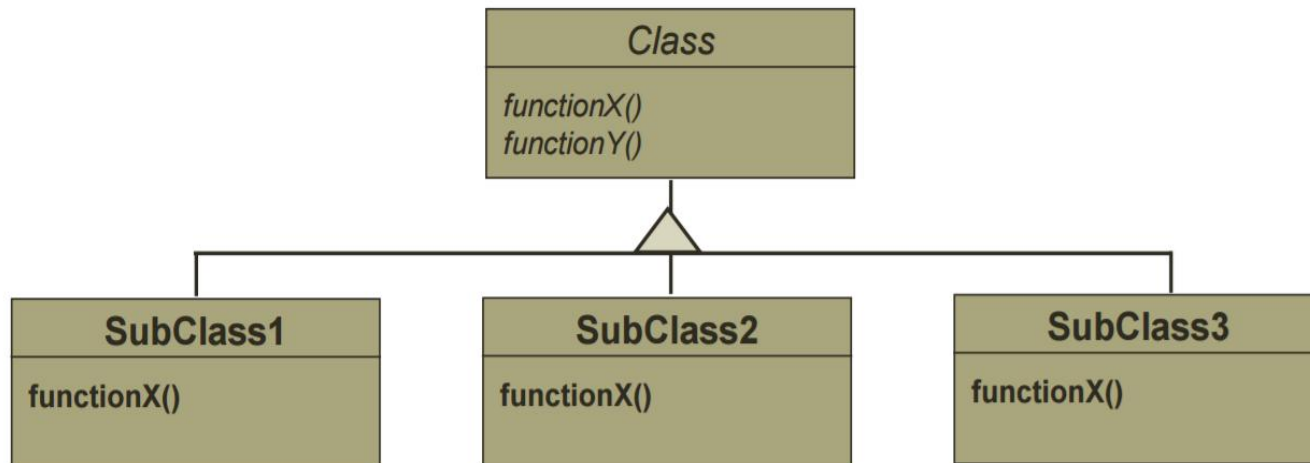 Class
functionX()
functionY()
SubClass1
functionX()
SubClass2
functionX()
SubClass3
functionX()